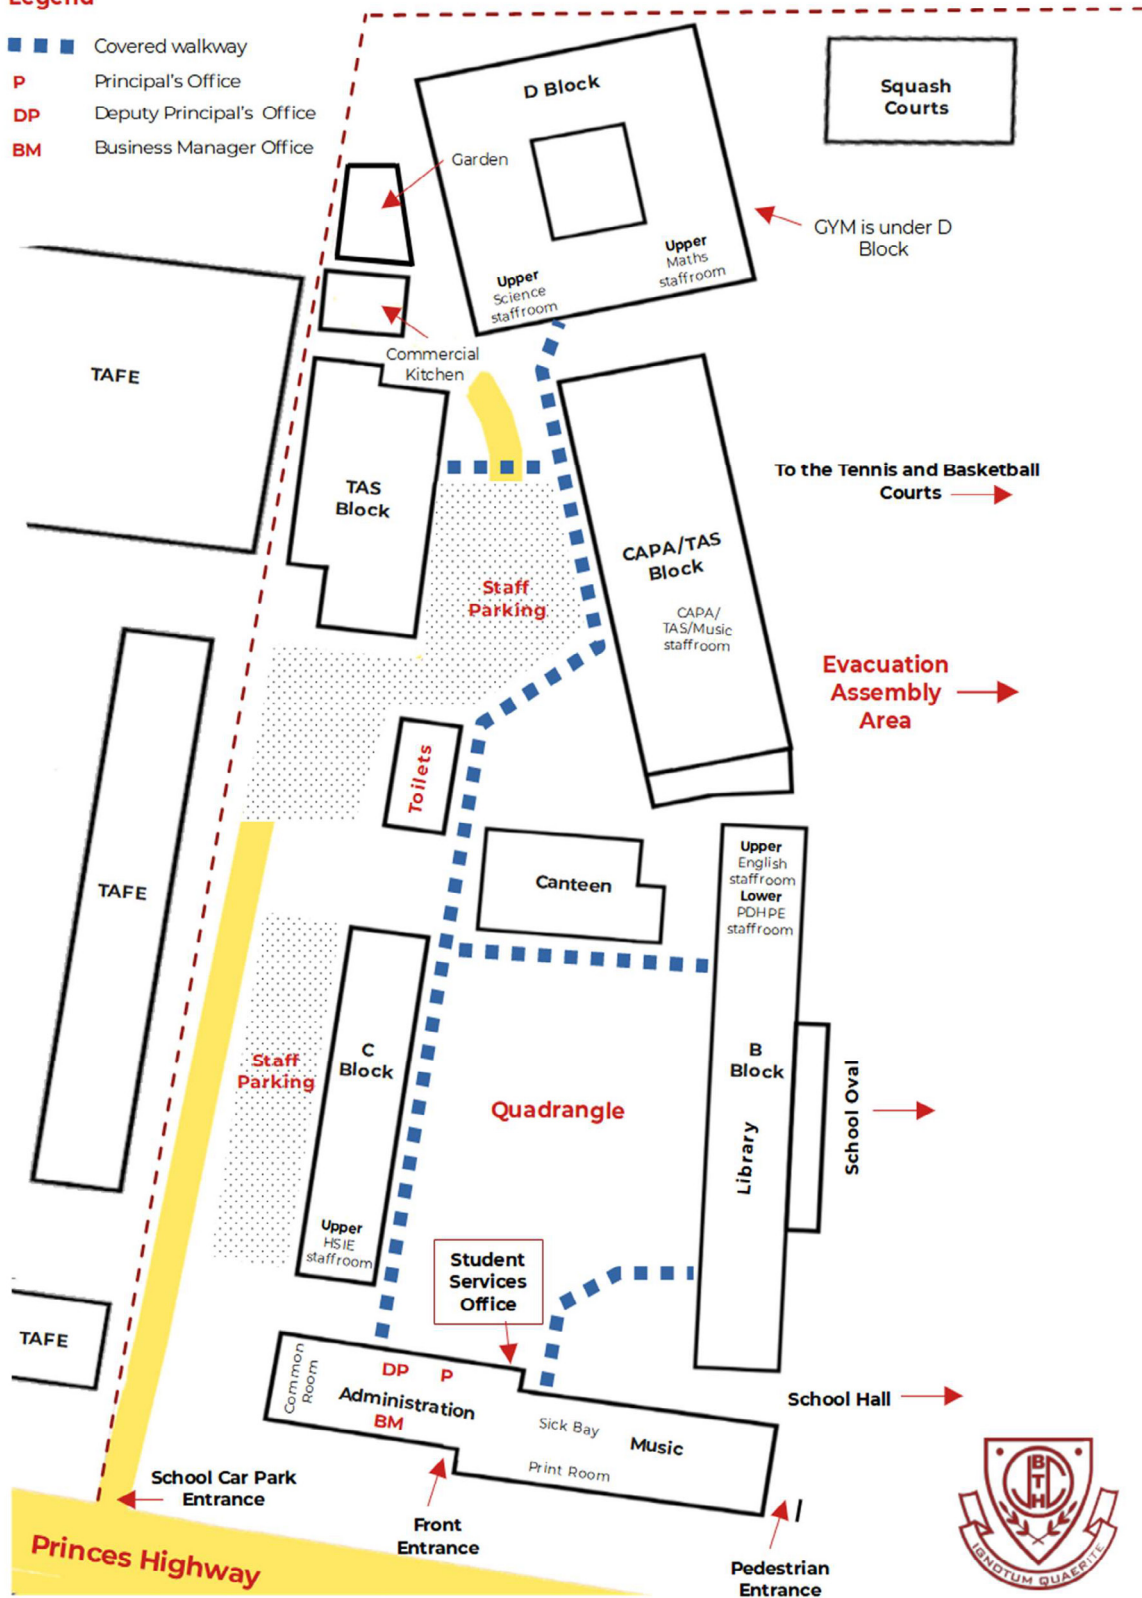 Legend
Covered walkway
P Principal's Office
DP Deputy Principal's Office
BM Business Manager Office
D Block
Squash
Courts
Garden
GYM is under D
Block
Upper
Maths
staffroom
Upper
Science
staffroom
TAFE
Commercial
Kitchen
To the Tennis and Basketball
Courts
TAS
Block
CAPA/TAS
Block
Staff
Parking
CAPA/
TAS/Music
staffroom
Evacuation
Assembly
Area
Toilets
Upper
English
staffroom
Lower
PDHPE
staffroom
Canteen
TAFE
C
Block
B
Block
Staff
Parking
Quadrangle
School Oval
Library
Upper
HSIE
staffroom
Student
Services
Office
TAFE
Common
Room
DP P
Administration
BM
Sick Bay
Music
Print Room
School Hall
School Car Park
Entrance
Front
Entrance
Pedestrian
Entrance
Princes Highway
B
T
H
IGNOTUM QUAERITE